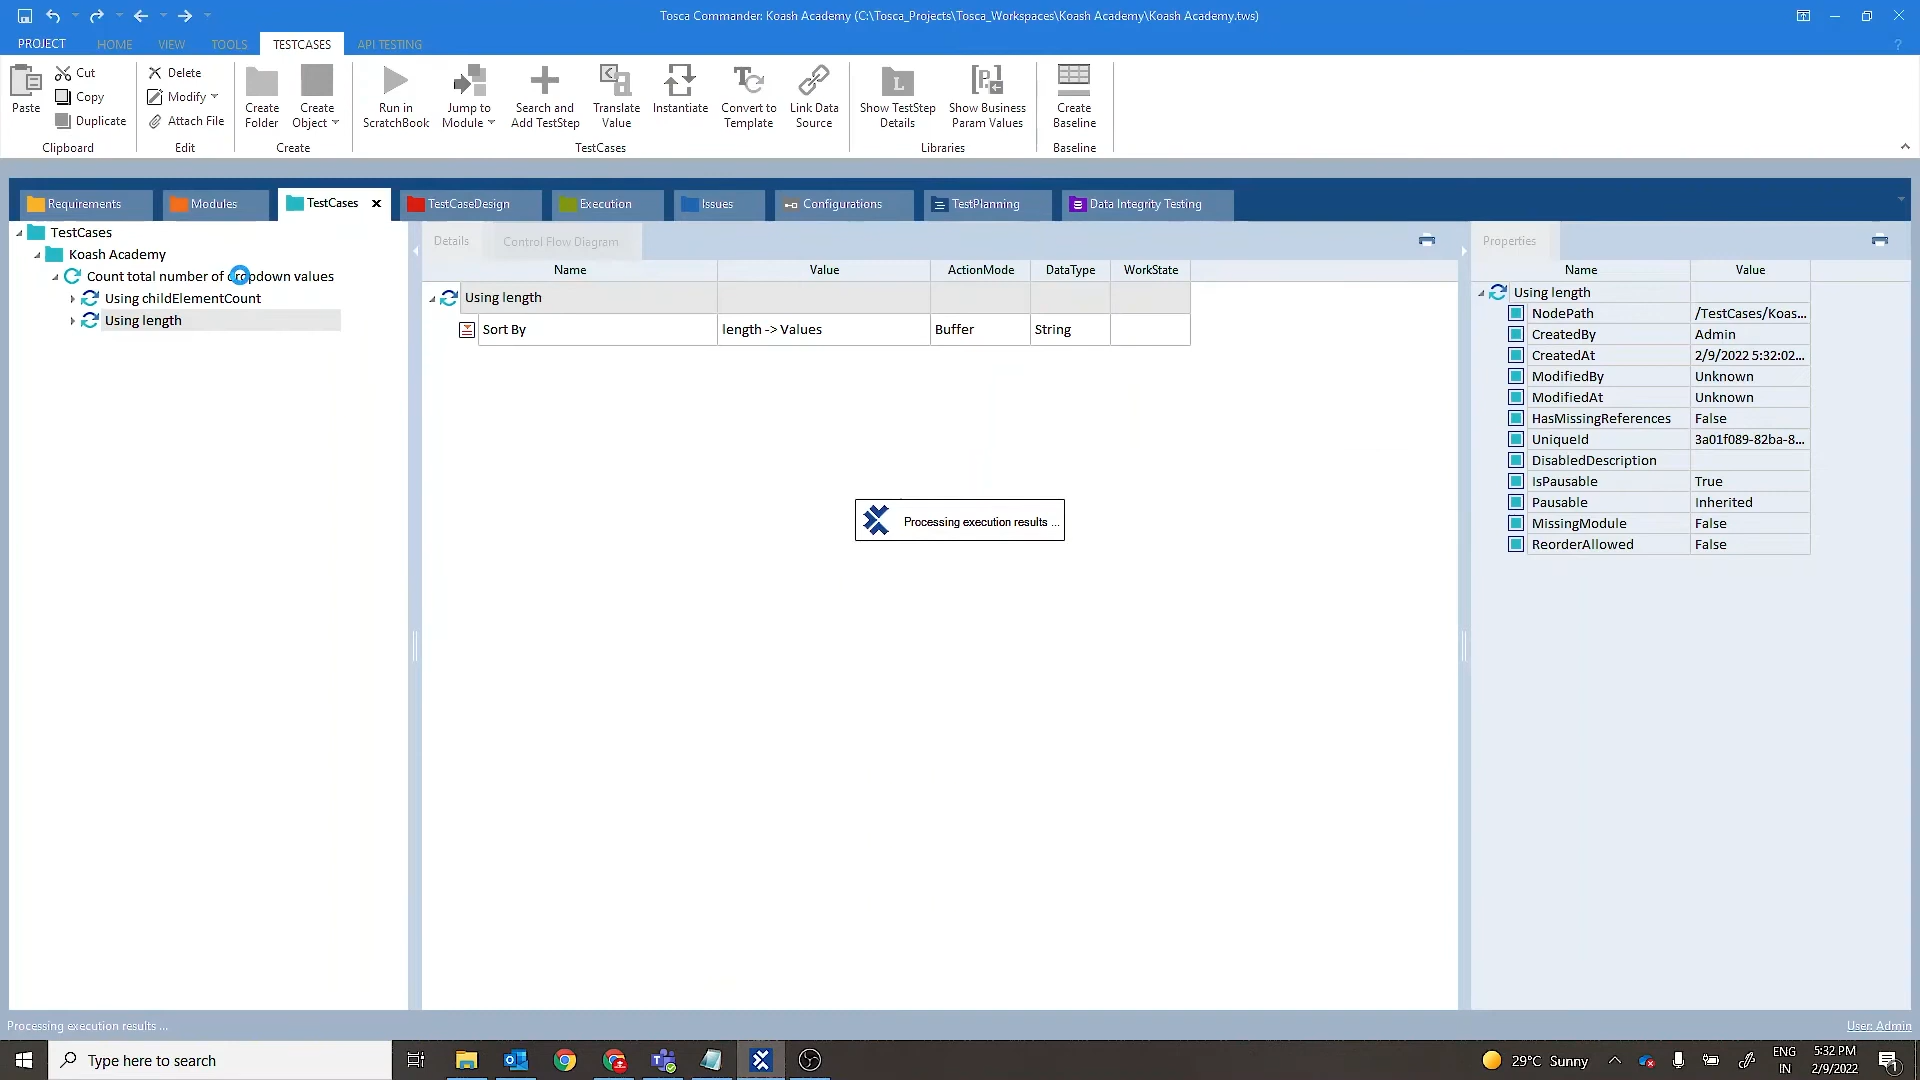 Tosca Commander: Koash Academy (C:\Tosca_Projects\Tosca_Workspaces\Koash Academy\Koash Academy.tws)
PROJECT HOME VIEW TOOLS TESTCASES API TESTING
Paste
Cut
Copy
Duplicate
Clipboard
Delete
Modify
Attach File
Edit
Create Folder
Create Object
Create
Run in ScratchBook
Jump to Module
Search and Add TestStep
Translate Value
Instantiate
Convert to Template
Link Data Source
TestCases
Show TestStep Details
Show Business Param Values
Libraries
Create Baseline
Baseline
Requirements Modules TestCases TestCaseDesign Execution Issues Configurations TestPlanning Data Integrity Testing
TestCases
Koash Academy
Count total number of dropdown values
Using childElementCount
Using length
Details Control Flow Diagram
Name Value ActionMode DataType WorkState
Using length
Sort By length -> Values Buffer String
Processing execution results ...
Properties
Name Value
Using length
NodePath /TestCases/Koas...
CreatedBy Admin
CreatedAt 2/9/2022 5:32:02...
ModifiedBy Unknown
ModifiedAt Unknown
HasMissingReferences False
UniqueId 3a01f089-82ba-8...
DisabledDescription
IsPausable True
Pausable Inherited
MissingModule False
ReorderAllowed False
Processing execution results ...
User: Admin
Type here to search
29°C Sunny
ENG
IN
5:32 PM
2/9/2022
1